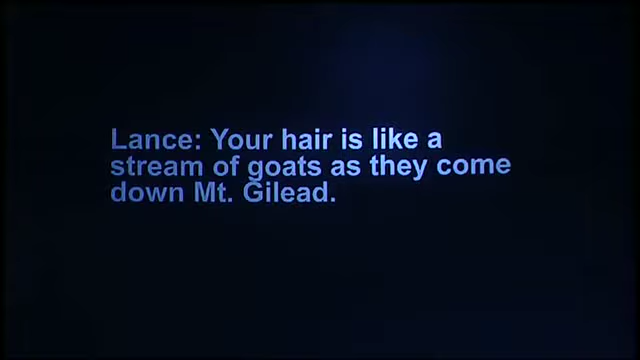 Lance: Your hair is like a
stream of goats as they come
down Mt. Gilead.